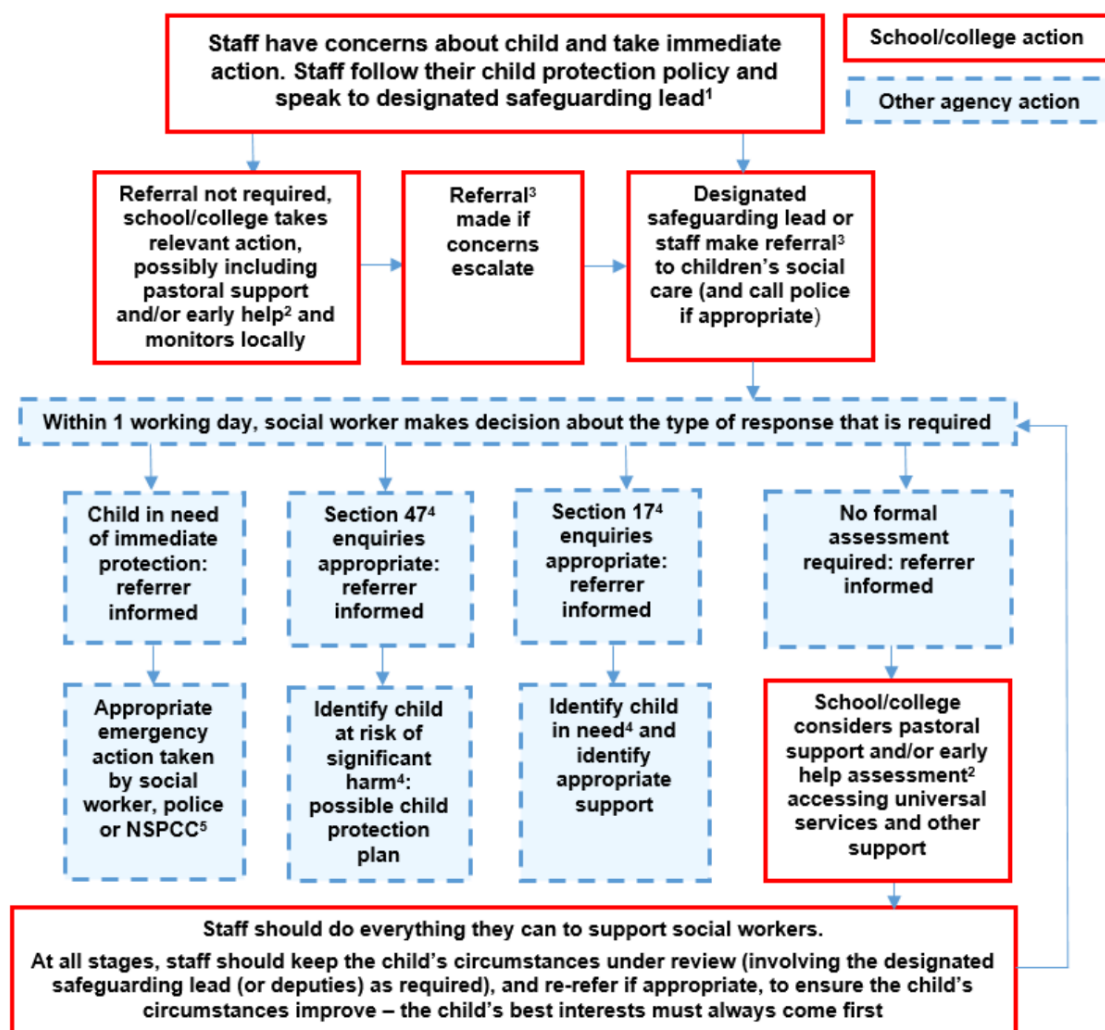 Staff have concerns about child and take immediate
action. Staff follow their child protection policy and
speak to designated safeguarding lead¹
School/college action
Other agency action
Referral not required,
school/college takes
relevant action,
possibly including
pastoral support
and/or early help² and
monitors locally
Referral³
made if
concerns
escalate
Designated
safeguarding lead or
staff make referral³
to children’s social
care (and call police
if appropriate)
Within 1 working day, social worker makes decision about the type of response that is required
Child in need
of immediate
protection:
referrer
informed
Section 47⁴
enquiries
appropriate:
referrer
informed
Section 17⁴
enquiries
appropriate:
referrer
informed
No formal
assessment
required: referrer
informed
Appropriate
emergency
action taken
by social
worker, police
or NSPCC⁵
Identify child
at risk of
significant
harm⁴:
possible child
protection
plan
Identify child
in need⁴ and
identify
appropriate
support
School/college
considers pastoral
support and/or early
help assessment²
accessing universal
services and other
support
Staff should do everything they can to support social workers.
At all stages, staff should keep the child’s circumstances under review (involving the designated
safeguarding lead (or deputies) as required), and re-refer if appropriate, to ensure the child’s
circumstances improve – the child’s best interests must always come first